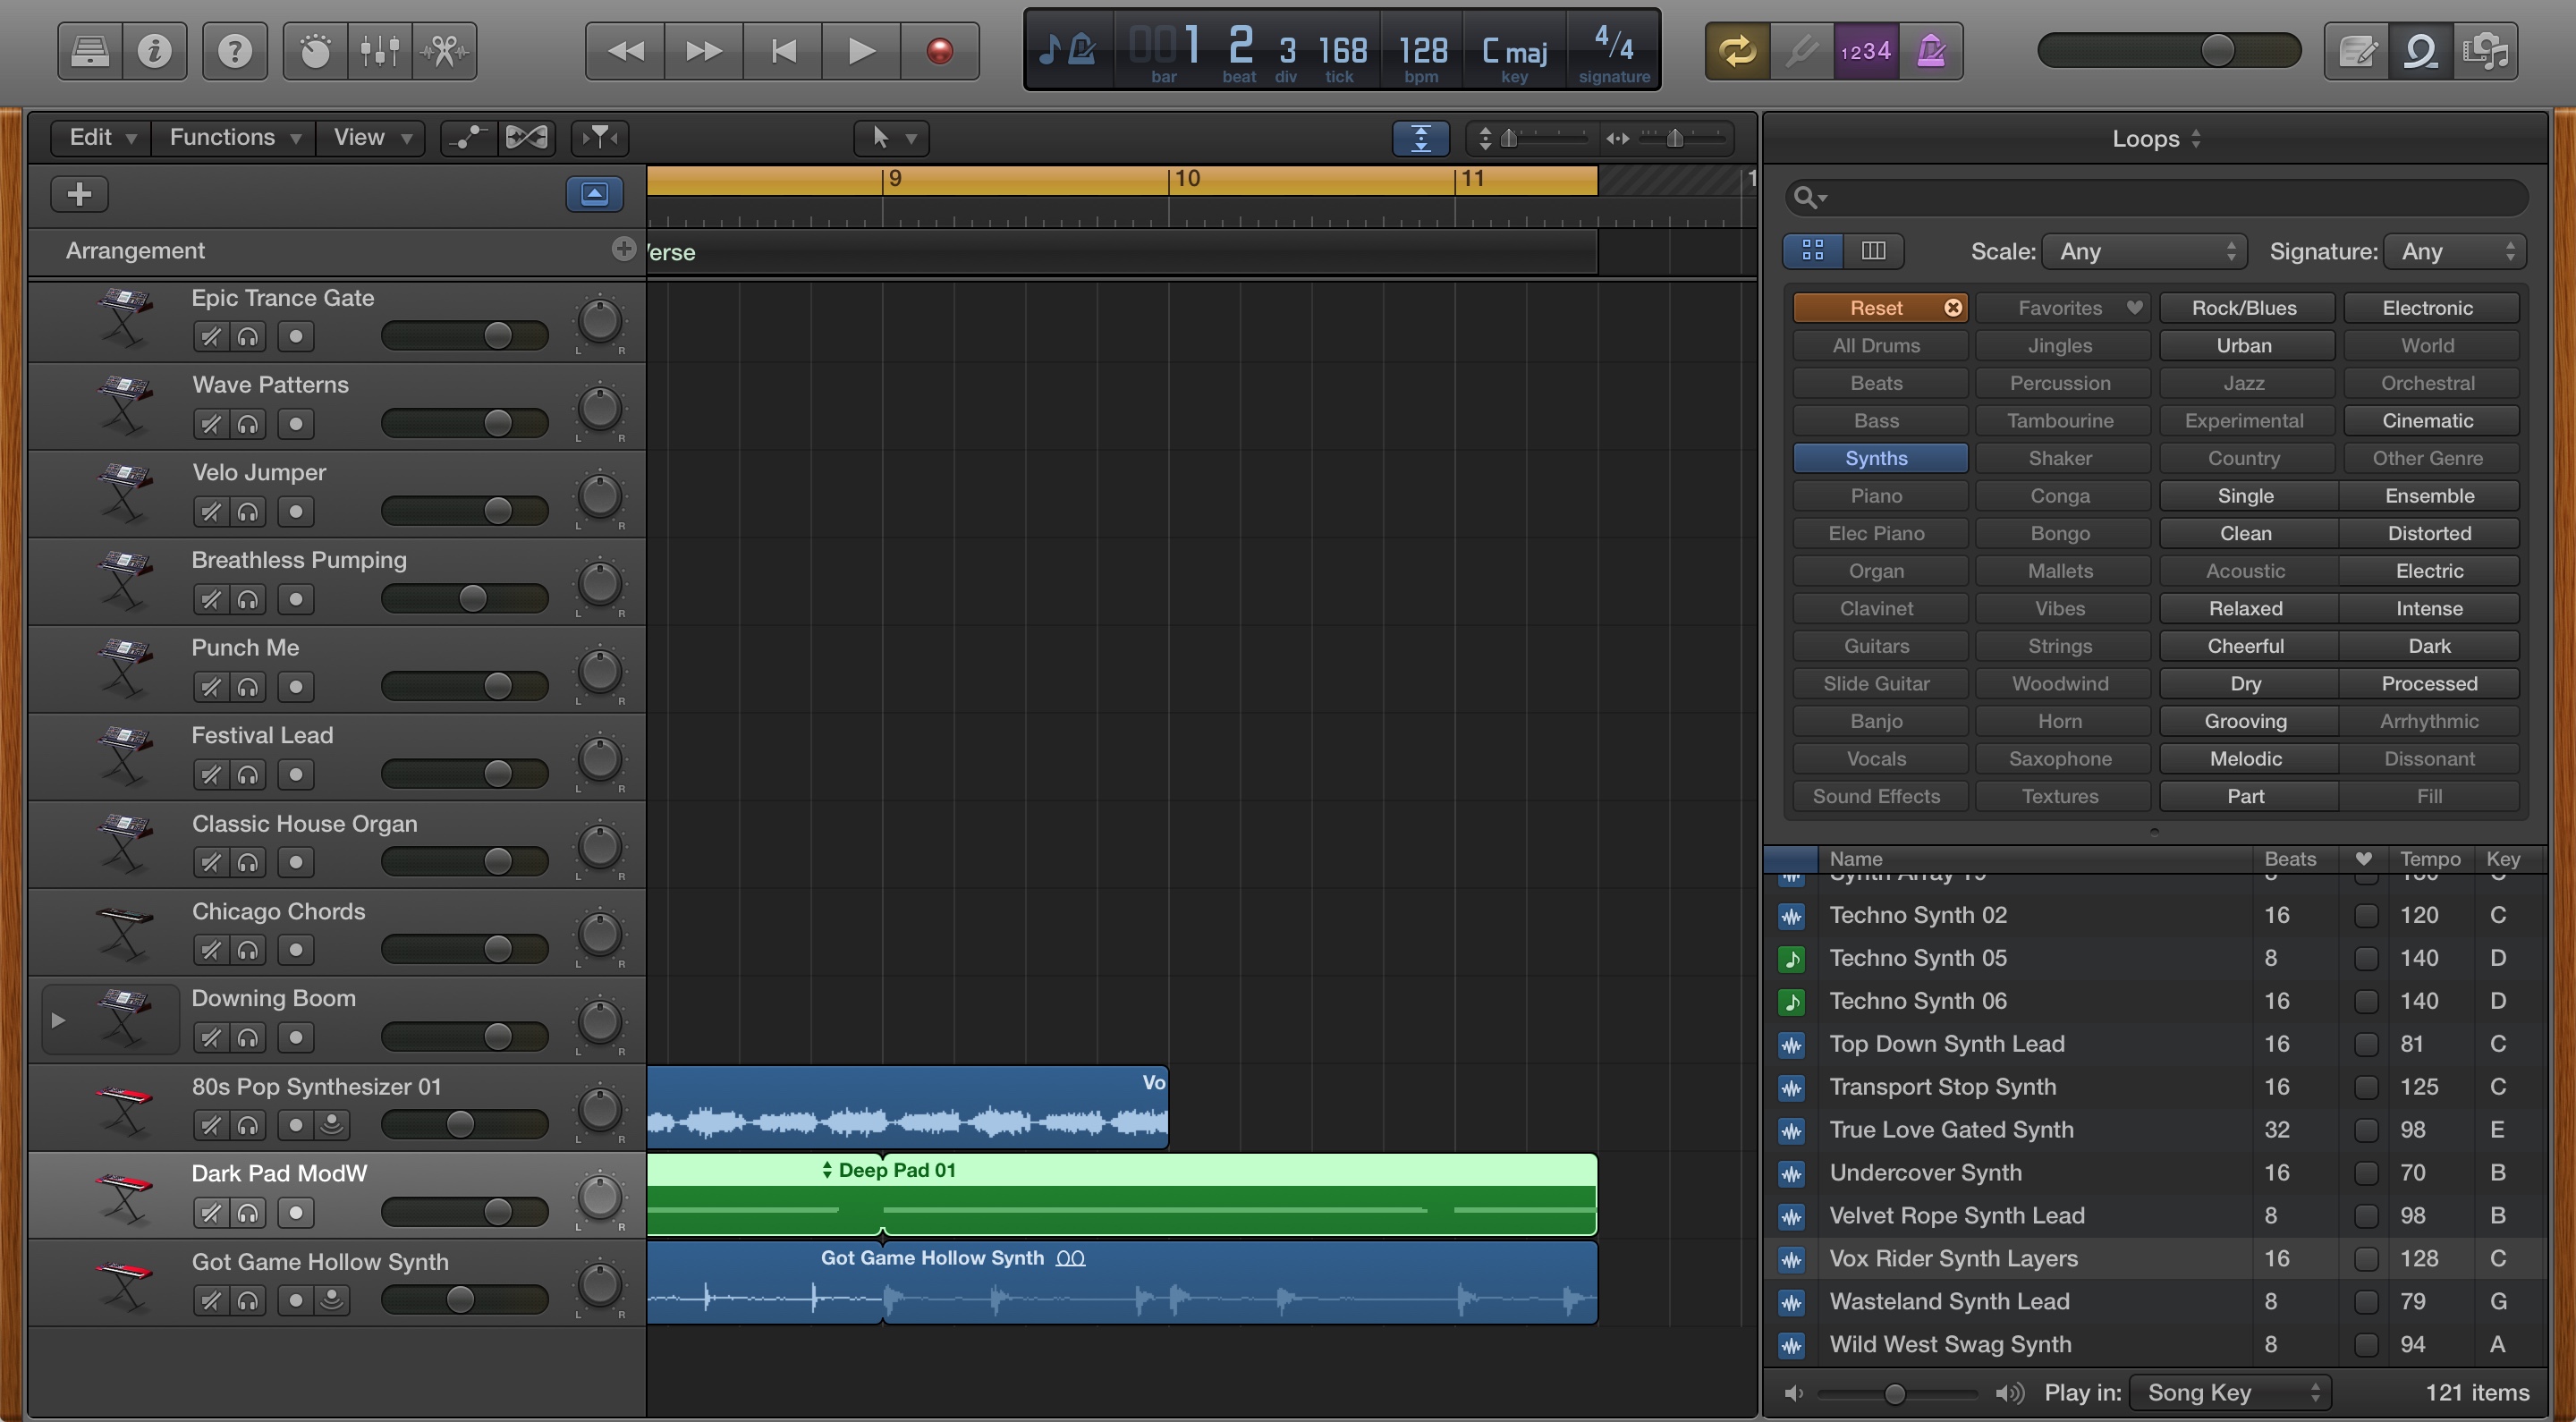 001 2 3 168 128 C maj 4/4
bar beat div tick bpm key signature
1234
Edit Functions View
Loops
9 10 11
Arrangement
erse
Scale: Any Signature: Any
Reset Favorites Rock/Blues Electronic
All Drums Jingles Urban World
Beats Percussion Jazz Orchestral
Bass Tambourine Experimental Cinematic
Synths Shaker Country Other Genre
Piano Conga Single Ensemble
Elec Piano Bongo Clean Distorted
Organ Mallets Acoustic Electric
Clavinet Vibes Relaxed Intense
Guitars Strings Cheerful Dark
Slide Guitar Woodwind Dry Processed
Banjo Horn Grooving Arrhythmic
Vocals Saxophone Melodic Dissonant
Sound Effects Textures Part Fill
Epic Trance Gate
L R
Wave Patterns
L R
Velo Jumper
L R
Breathless Pumping
L R
Punch Me
L R
Festival Lead
L R
Classic House Organ
L R
Chicago Chords
L R
Downing Boom
L R
80s Pop Synthesizer 01
L R
Vo
Dark Pad ModW
L R
Deep Pad 01
Got Game Hollow Synth
L R
Got Game Hollow Synth
Name Beats Tempo Key
Techno Synth 02 16 120 C
Techno Synth 05 8 140 D
Techno Synth 06 16 140 D
Top Down Synth Lead 16 81 C
Transport Stop Synth 16 125 C
True Love Gated Synth 32 98 E
Undercover Synth 16 70 B
Velvet Rope Synth Lead 8 98 B
Vox Rider Synth Layers 16 128 C
Wasteland Synth Lead 8 79 G
Wild West Swag Synth 8 94 A
Play in: Song Key 121 items